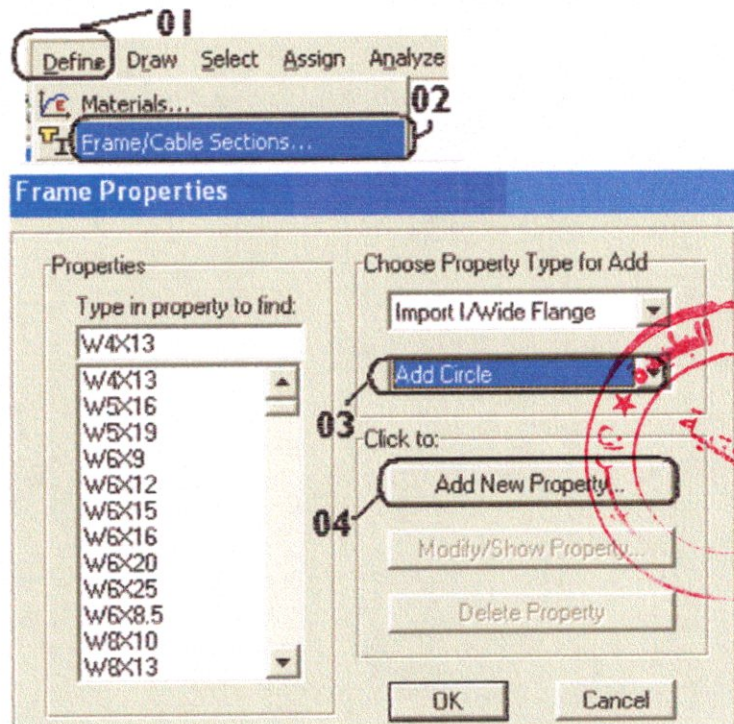 01
Define Draw Select Assign Analyze
Materials...
02
Frame/Cable Sections...
Frame Properties
Properties
Type in property to find:
W4X13
W4X13
W5X16
W5X19
W6X9
W6X12
W6X15
W6X16
W6X20
W6X25
W6X8.5
W8X10
W8X13
Choose Property Type for Add
Import I/Wide Flange
Add Circle
03
Click to:
Add New Property...
04
Modify/Show Property...
Delete Property
OK Cancel